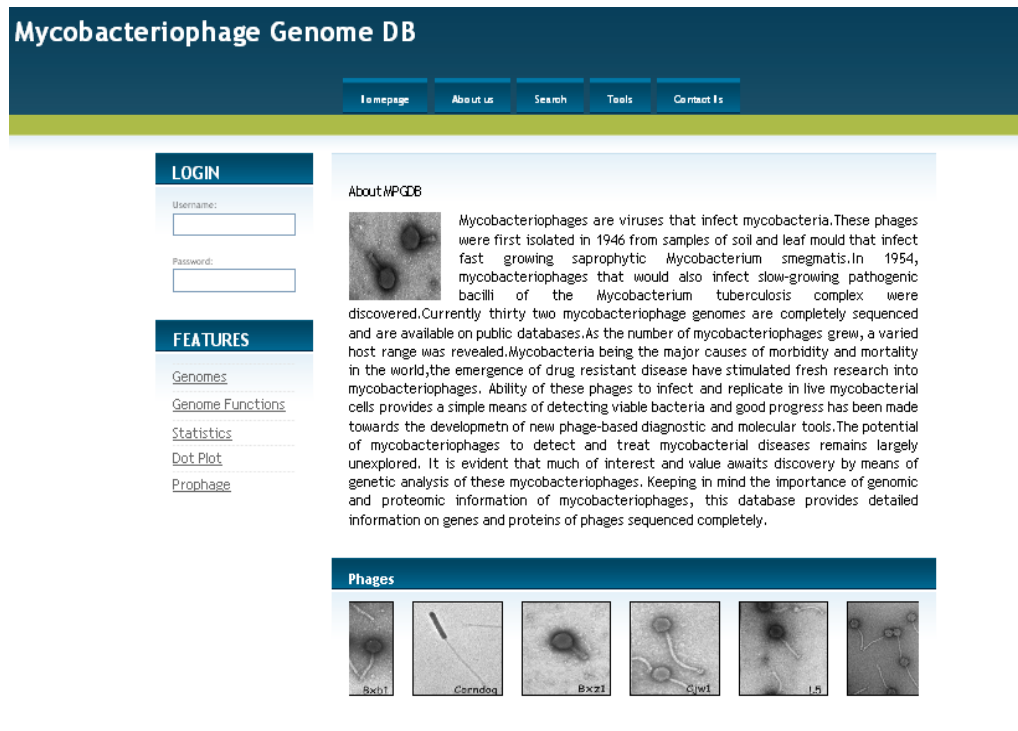 Mycobacteriophage Genome DB
Homepage About us Search Tools Contact Us
LOGIN
Username:
Password:
FEATURES
Genomes
Genome Functions
Statistics
Dot Plot
Prophage
About MPGDB
Mycobacteriophages are viruses that infect mycobacteria.These phages
were first isolated in 1946 from samples of soil and leaf mould that infect
fast growing saprophytic Mycobacterium smegmatis.In 1954,
mycobacteriophages that would also infect slow-growing pathogenic
bacilli of the Mycobacterium tuberculosis complex were
discovered.Currently thirty two mycobacteriophage genomes are completely sequenced
and are available on public databases.As the number of mycobacteriophages grew, a varied
host range was revealed.Mycobacteria being the major causes of morbidity and mortality
in the world,the emergence of drug resistant disease have stimulated fresh research into
mycobacteriophages. Ability of these phages to infect and replicate in live mycobacterial
cells provides a simple means of detecting viable bacteria and good progress has been made
towards the developmetn of new phage-based diagnostic and molecular tools.The potential
of mycobacteriophages to detect and treat mycobacterial diseases remains largely
unexplored. It is evident that much of interest and value awaits discovery by means of
genetic analysis of these mycobacteriophages. Keeping in mind the importance of genomic
and proteomic information of mycobacteriophages, this database provides detailed
information on genes and proteins of phages sequenced completely.
Phages
Bxb1 Corndog Bxz1 Cjw1 L5